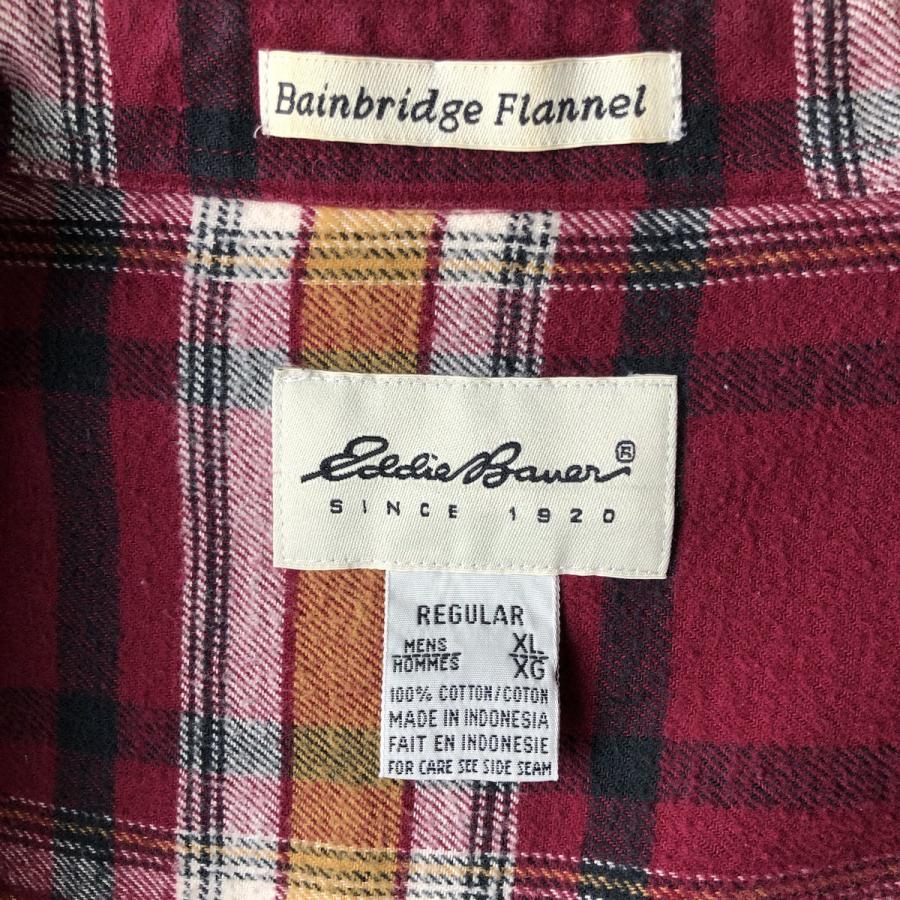 Bainbridge Flannel
Eddie Bauer®
SINCE 1920
REGULAR
MENS XL
HOMMES XG
100% COTTON/COTON
MADE IN INDONESIA
FAIT EN INDONESIE
FOR CARE SEE SIDE SEAM